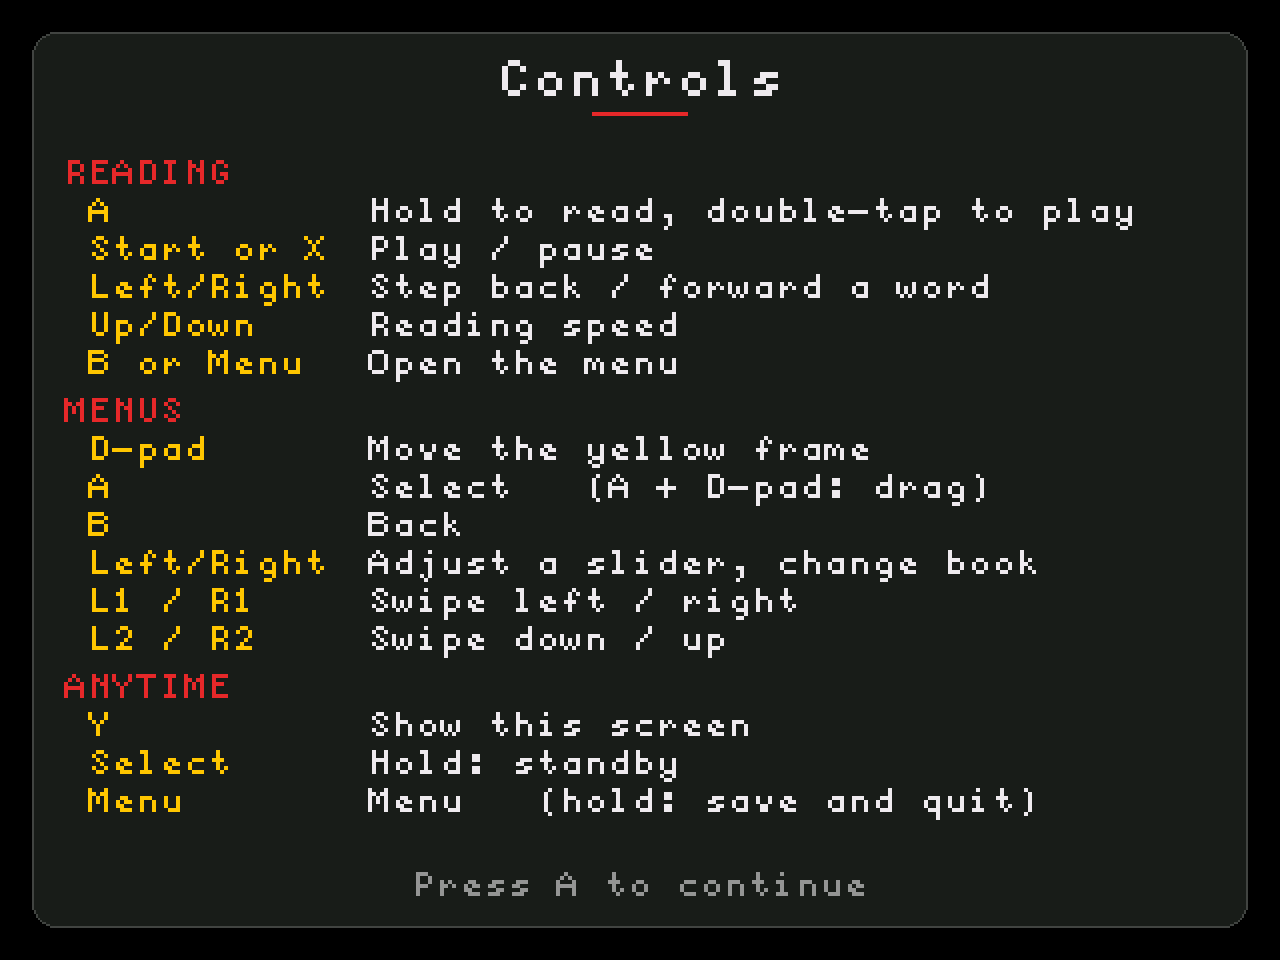 Controls
READING
A Hold to read, double-tap to play
Start or X Play / pause
Left/Right Step back / forward a word
Up/Down Reading speed
B or Menu Open the menu
MENUS
D-pad Move the yellow frame
A Select (A + D-pad: drag)
B Back
Left/Right Adjust a slider, change book
L1 / R1 Swipe left / right
L2 / R2 Swipe down / up
ANYTIME
Y Show this screen
Select Hold: standby
Menu Menu (hold: save and quit)
Press A to continue